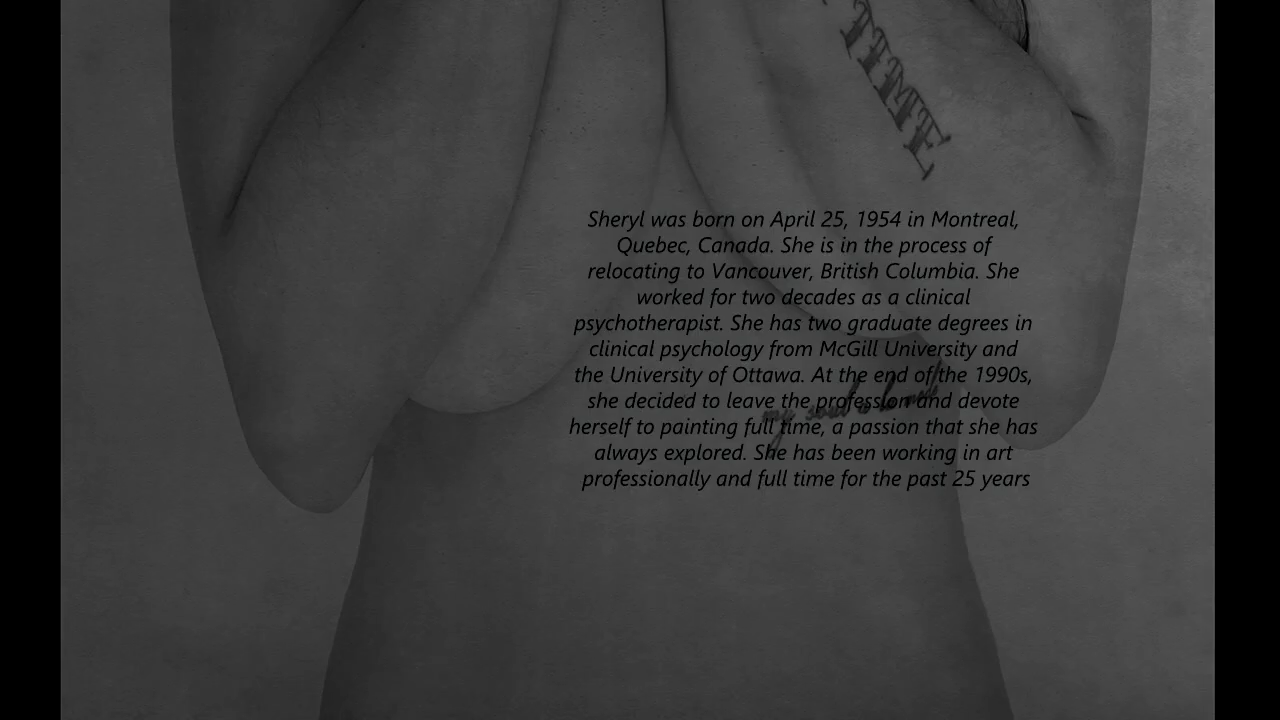 TIME
Sheryl was born on April 25, 1954 in Montreal,
Quebec, Canada. She is in the process of
relocating to Vancouver, British Columbia. She
worked for two decades as a clinical
psychotherapist. She has two graduate degrees in
clinical psychology from McGill University and
the University of Ottawa. At the end of the 1990s,
she decided to leave the profession and devote
herself to painting full time, a passion that she has
always explored. She has been working in art
professionally and full time for the past 25 years
my soul